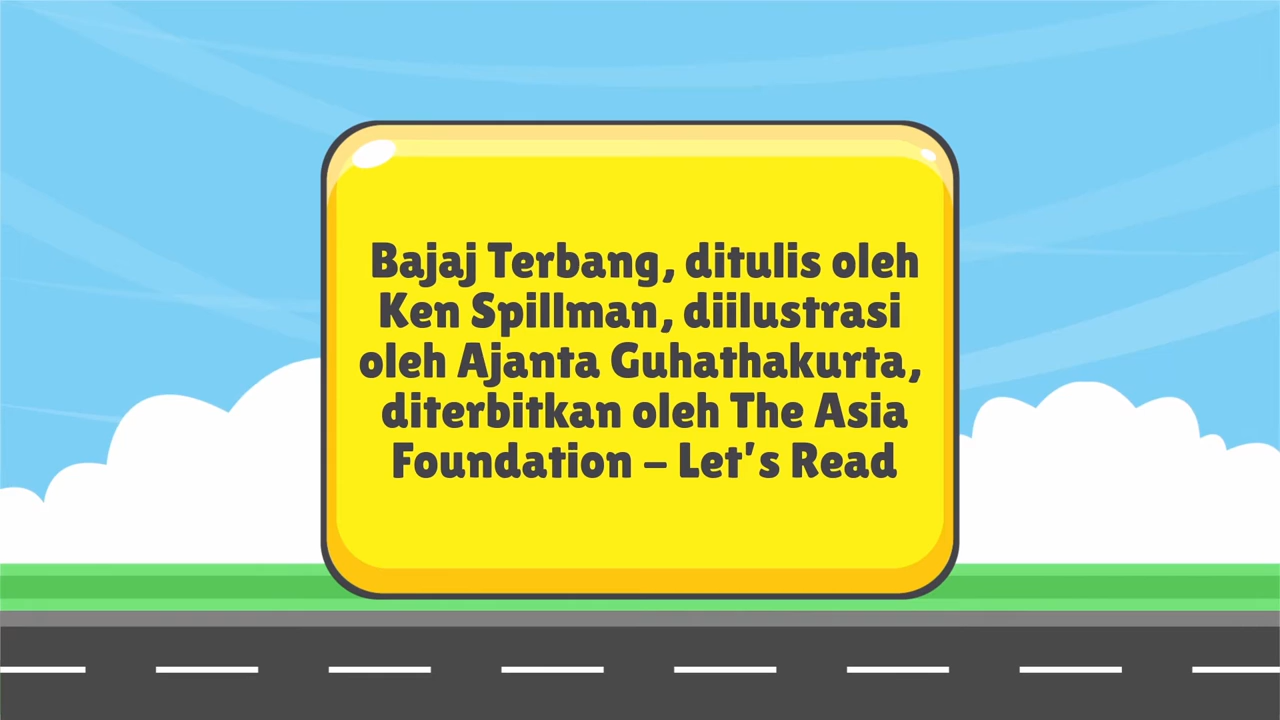 Bajaj Terbang, ditulis oleh
Ken Spillman, diilustrasi
oleh Ajanta Guhathakurta,
diterbitkan oleh The Asia
Foundation – Let's Read